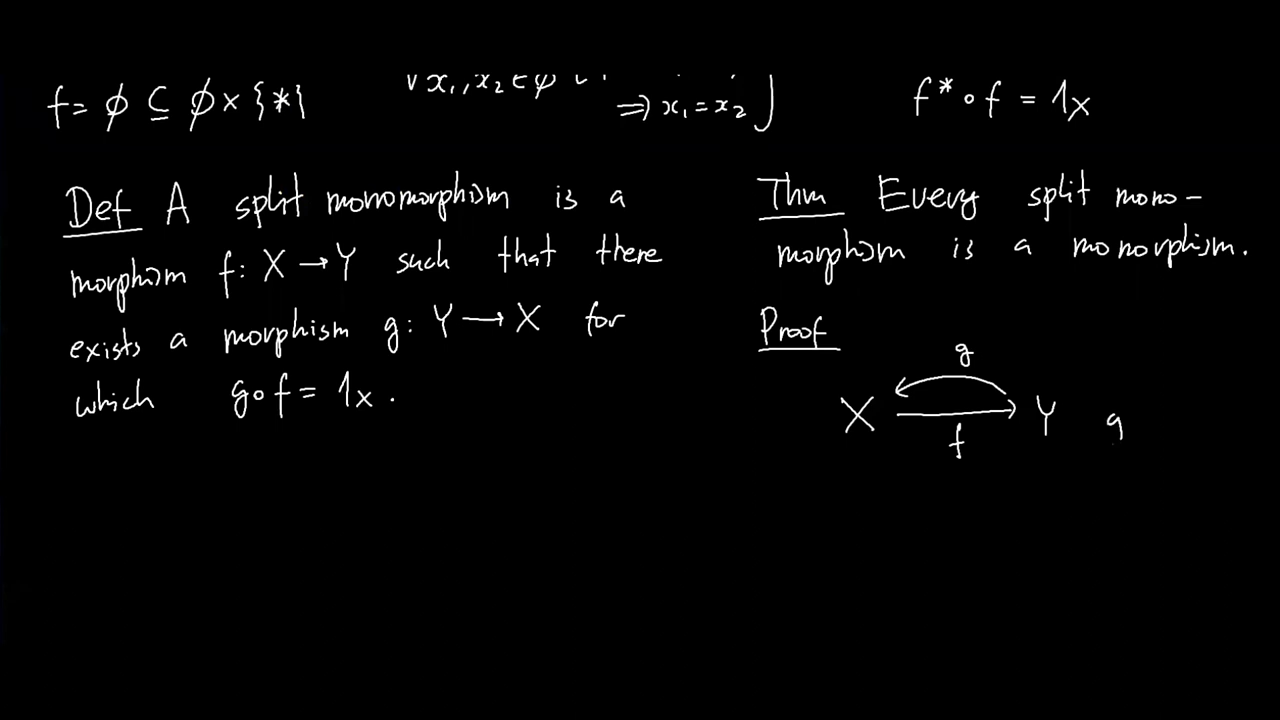 f = ∅ ⊆ ∅ × {*}
⇒ x₁ = x₂
f* ∘ f = 1x
Def A split monomorphism is a
morphism f: X → Y such that there
exists a morphism g: Y → X for
which g∘f = 1x.
Thm Every split mono-
morphism is a monorphism.
Proof
g
X Y g
f